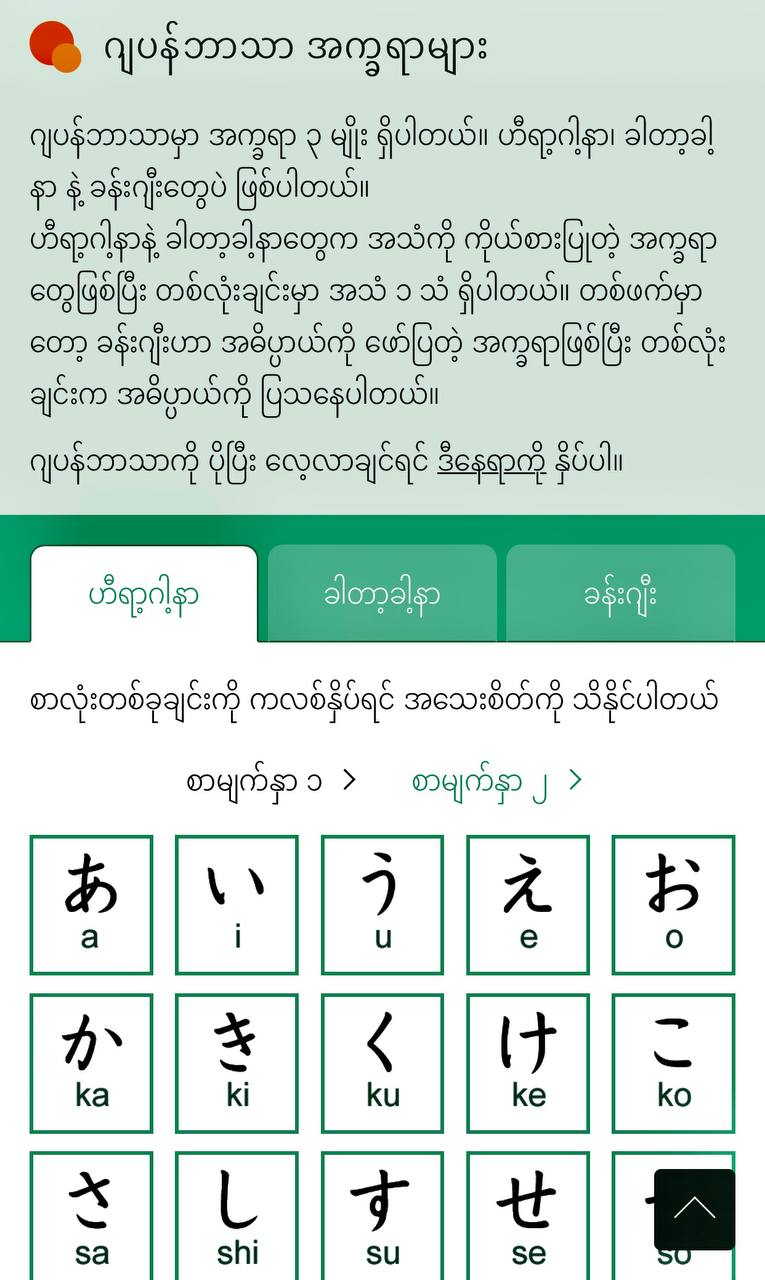 ဂျပန်ဘာသာ အက္ခရာများ
ဂျပန်ဘာသာမှာ အက္ခရာ ၃ မျိုး ရှိပါတယ်။ ဟီရာ့ဂါ့နာ၊ ခါတာ့ခါ့
နာ နဲ့ ခန်းဂျီးတွေပဲ ဖြစ်ပါတယ်။
ဟီရာ့ဂါ့နာနဲ့ ခါတာ့ခါ့နာတွေက အသံကို ကိုယ်စားပြုတဲ့ အက္ခရာ
တွေဖြစ်ပြီး တစ်လုံးချင်းမှာ အသံ ၁ သံ ရှိပါတယ်။ တစ်ဖက်မှာ
တော့ ခန်းဂျီးဟာ အဓိပ္ပာယ်ကို ဖော်ပြတဲ့ အက္ခရာဖြစ်ပြီး တစ်လုံး
ချင်းက အဓိပ္ပာယ်ကို ပြသနေပါတယ်။
ဂျပန်ဘာသာကို ပိုပြီး လေ့လာချင်ရင် ဒီနေရာကို နှိပ်ပါ။
ဟီရာ့ဂါ့နာ ခါတာ့ခါ့နာ ခန်းဂျီး
စာလုံးတစ်ခုချင်းကို ကလစ်နှိပ်ရင် အသေးစိတ်ကို သိနိုင်ပါတယ်
စာမျက်နှာ ၁ စာမျက်နှာ ၂
あ い う え お
a i u e o
か き く け こ
ka ki ku ke ko
さ し す せ
sa shi su se so